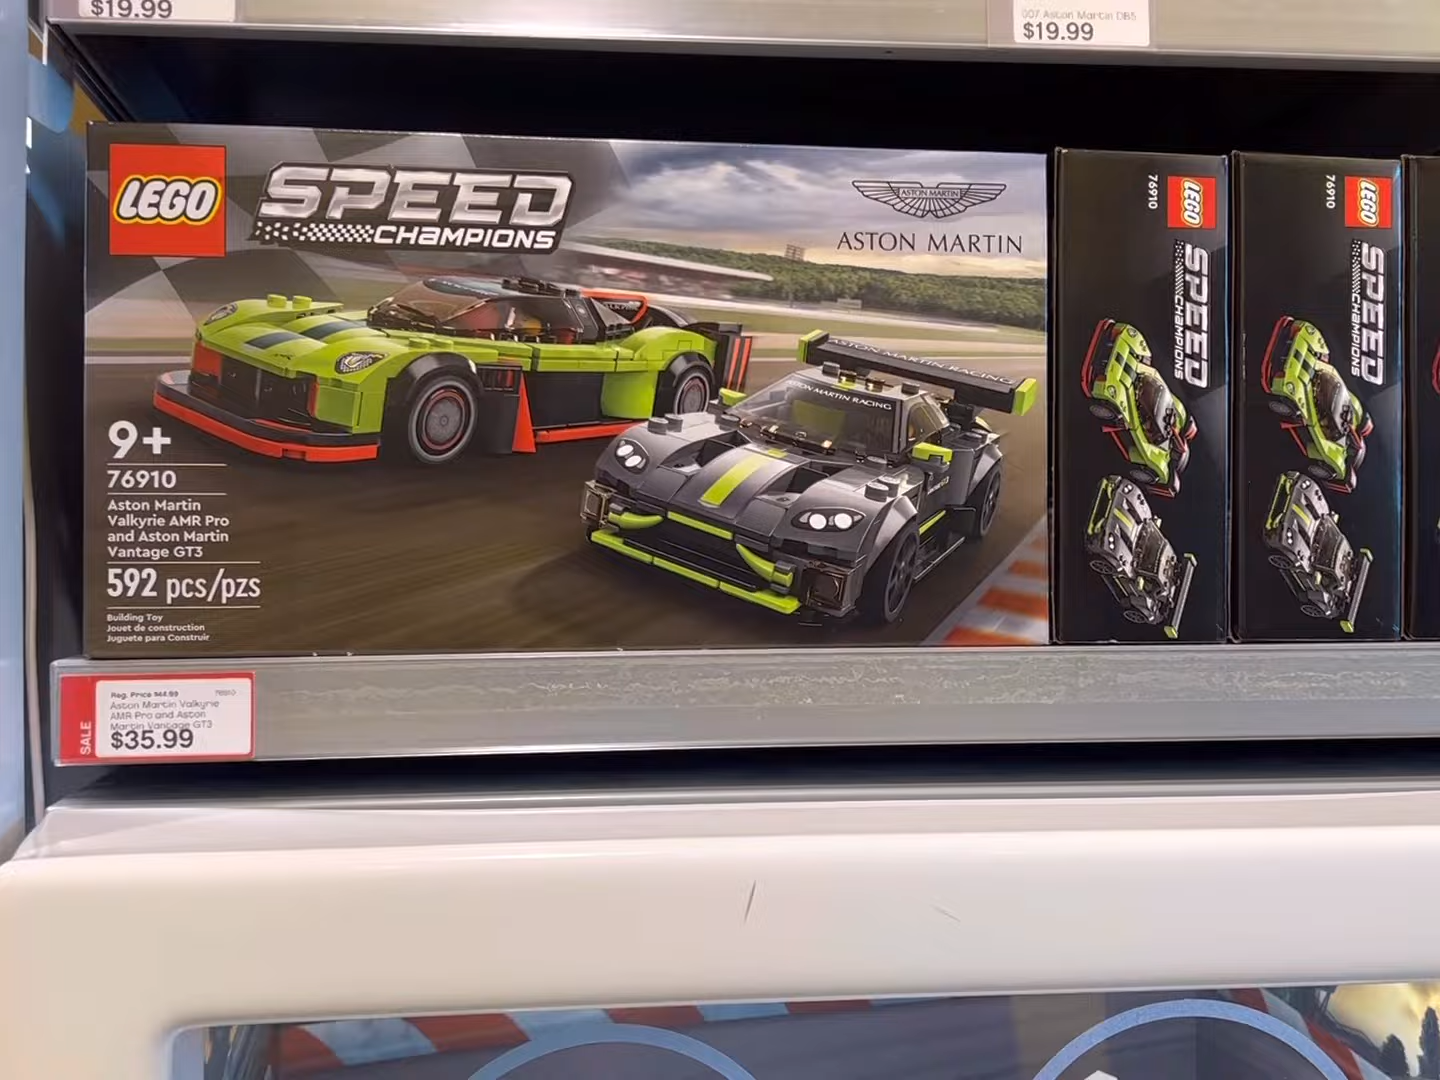 $19.99
007 Aston Martin DB5
$19.99
LEGO
SPEED
CHAMPIONS
ASTON MARTIN
ASTON MARTIN
ASTON MARTIN RACING
ASTON MARTIN RACING
9+
76910
Aston Martin
Valkyrie AMR Pro
and Aston Martin
Vantage GT3
592 pcs/pzs
Building Toy
Jouet de construction
Juguete para Construir
76910
LEGO
SPEED
CHAMPIONS
76910
LEGO
SPEED
CHAMPIONS
SALE
Reg. Price $44.99 76910
Aston Martin Valkyrie
AMR Pro and Aston
Martin Vantage GT3
$35.99